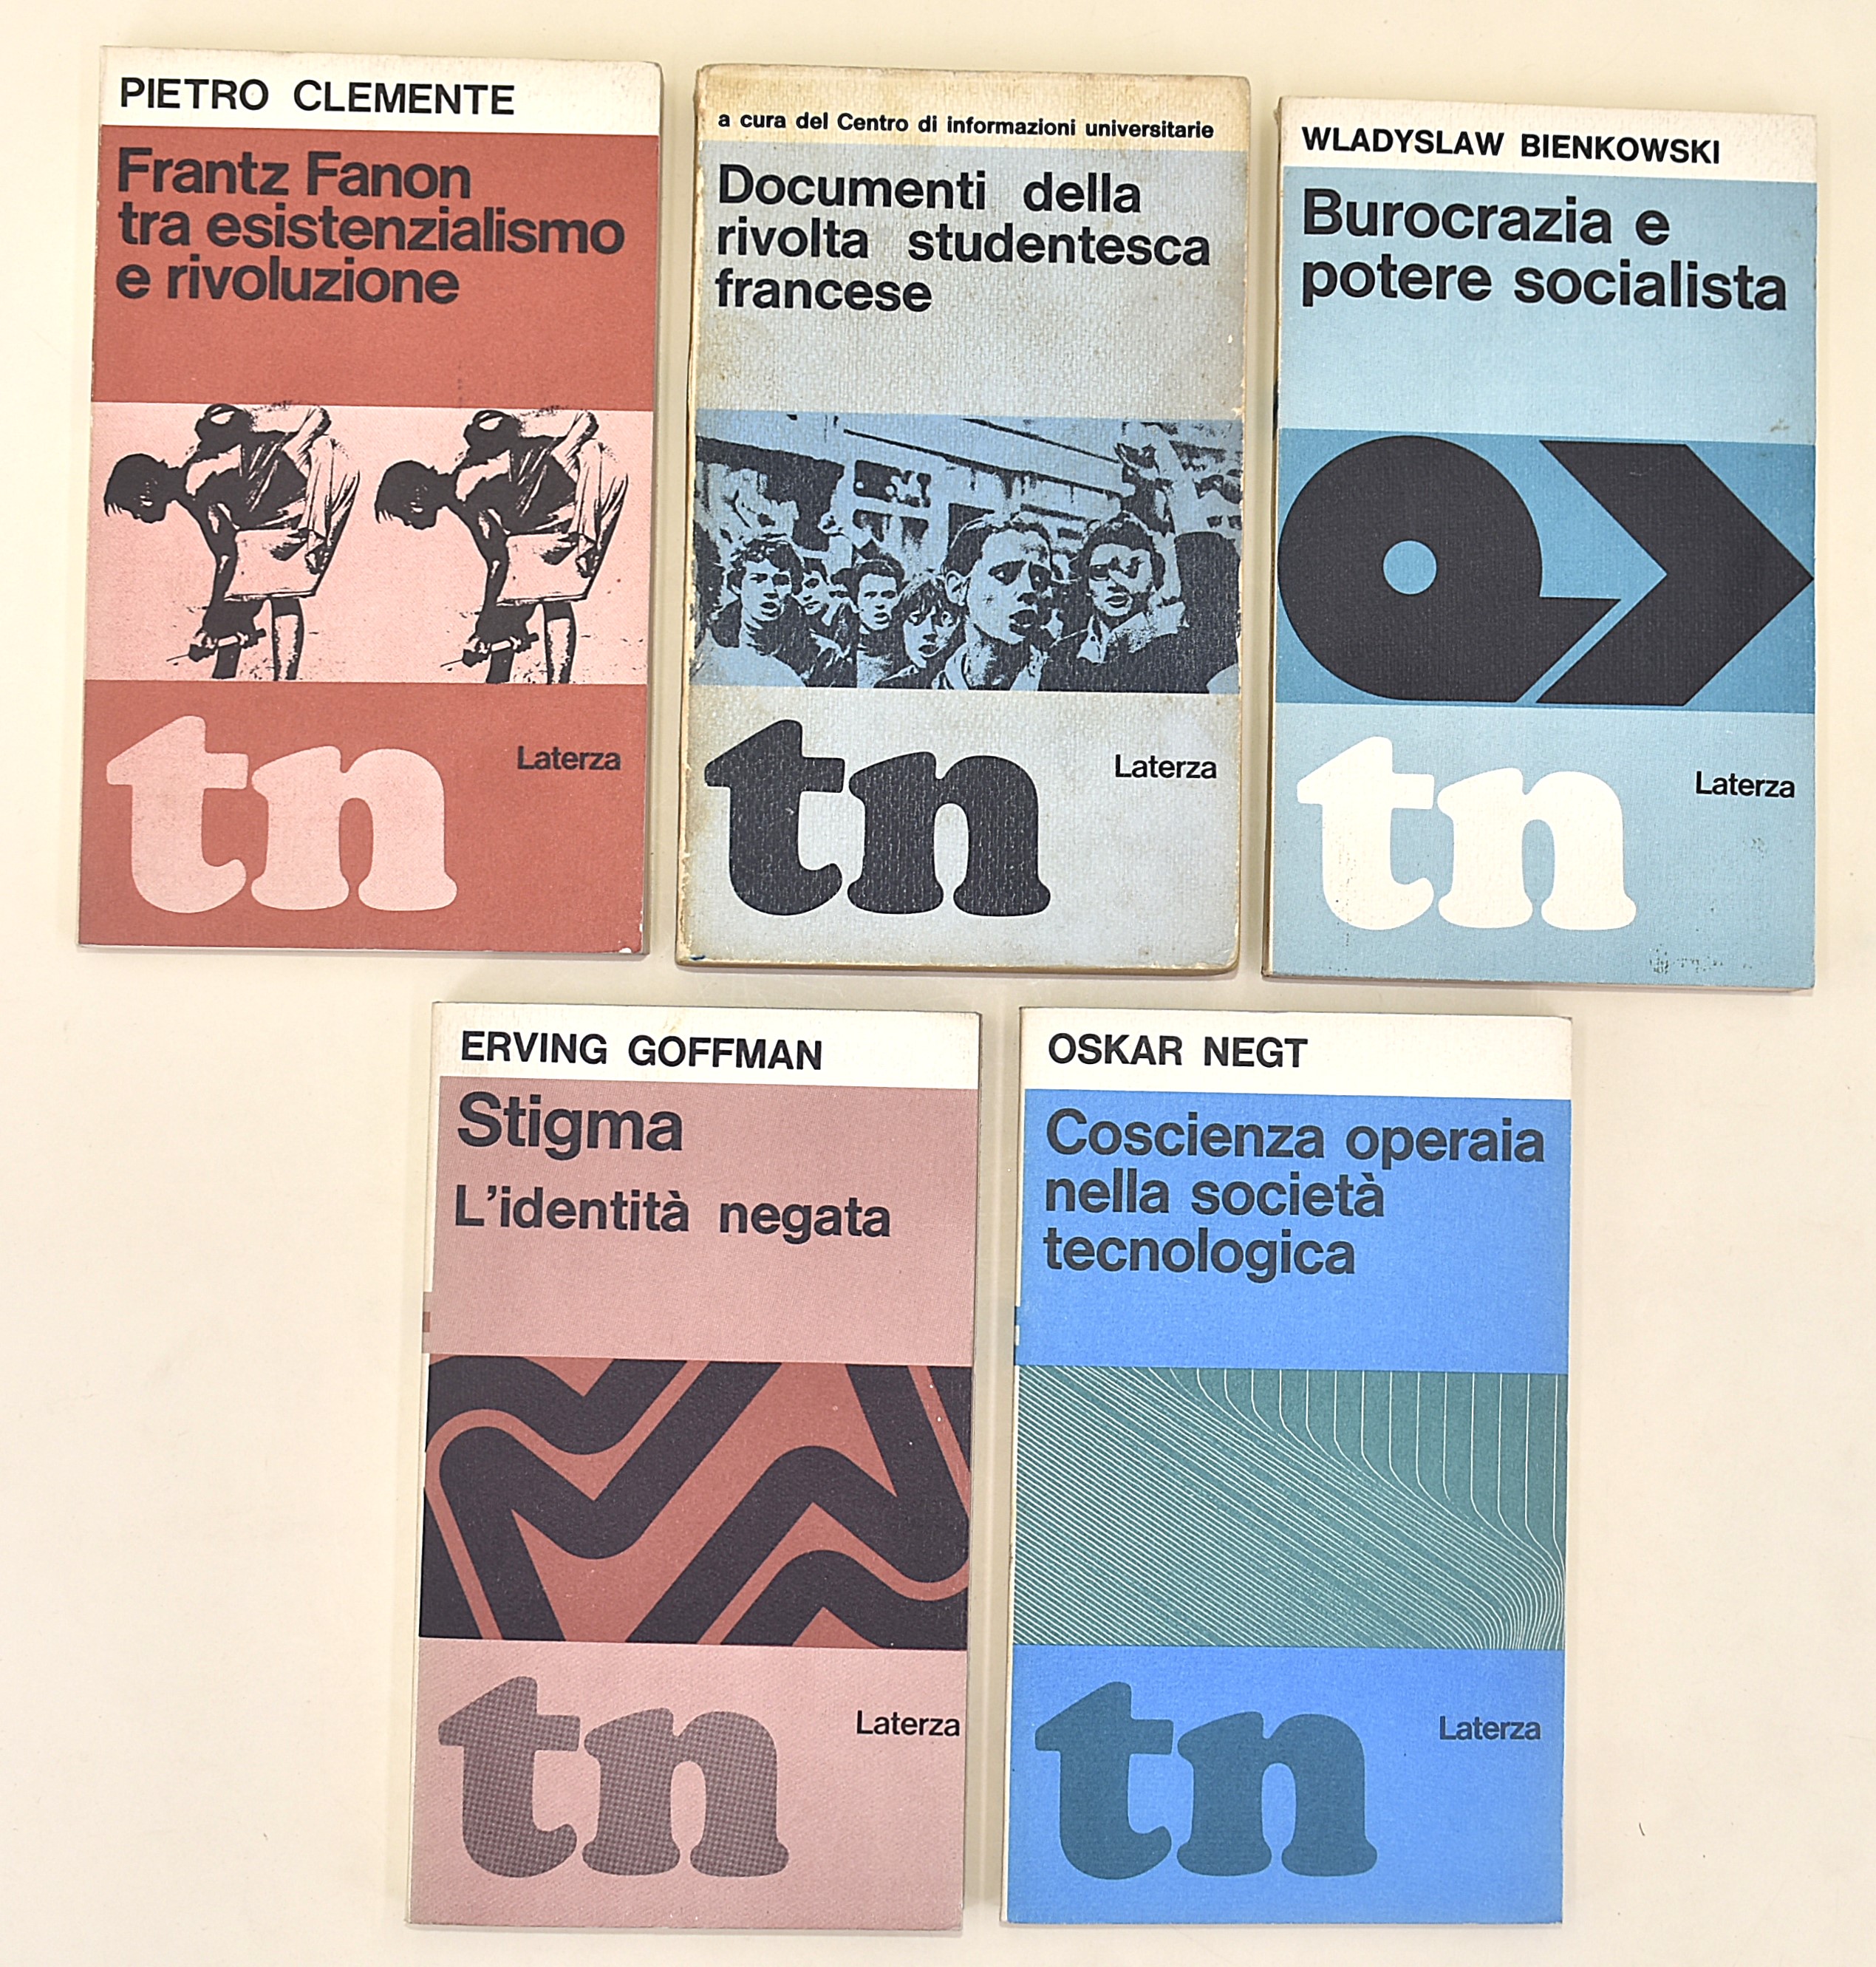 PIETRO CLEMENTE
Frantz Fanon
tra esistenzialismo
e rivoluzione
tn
Laterza
a cura del Centro di informazioni universitarie
Documenti della
rivolta studentesca
francese
tn
Laterza
WLADYSLAW BIENKOWSKI
Burocrazia e
potere socialista
tn
Laterza
ERVING GOFFMAN
Stigma
L'identità negata
tn
Laterza
OSKAR NEGT
Coscienza operaia
nella società
tecnologica
tn
Laterza